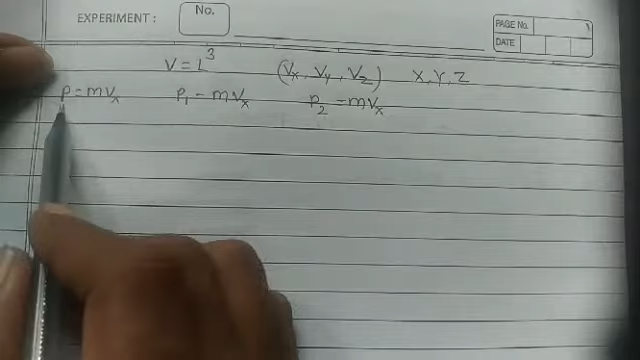 EXPERIMENT : No.
PAGE No.
DATE
V = L³ (Vx, Vy, Vz) X, Y, Z
P = mVx P₁ = mVx P₂ = mVx